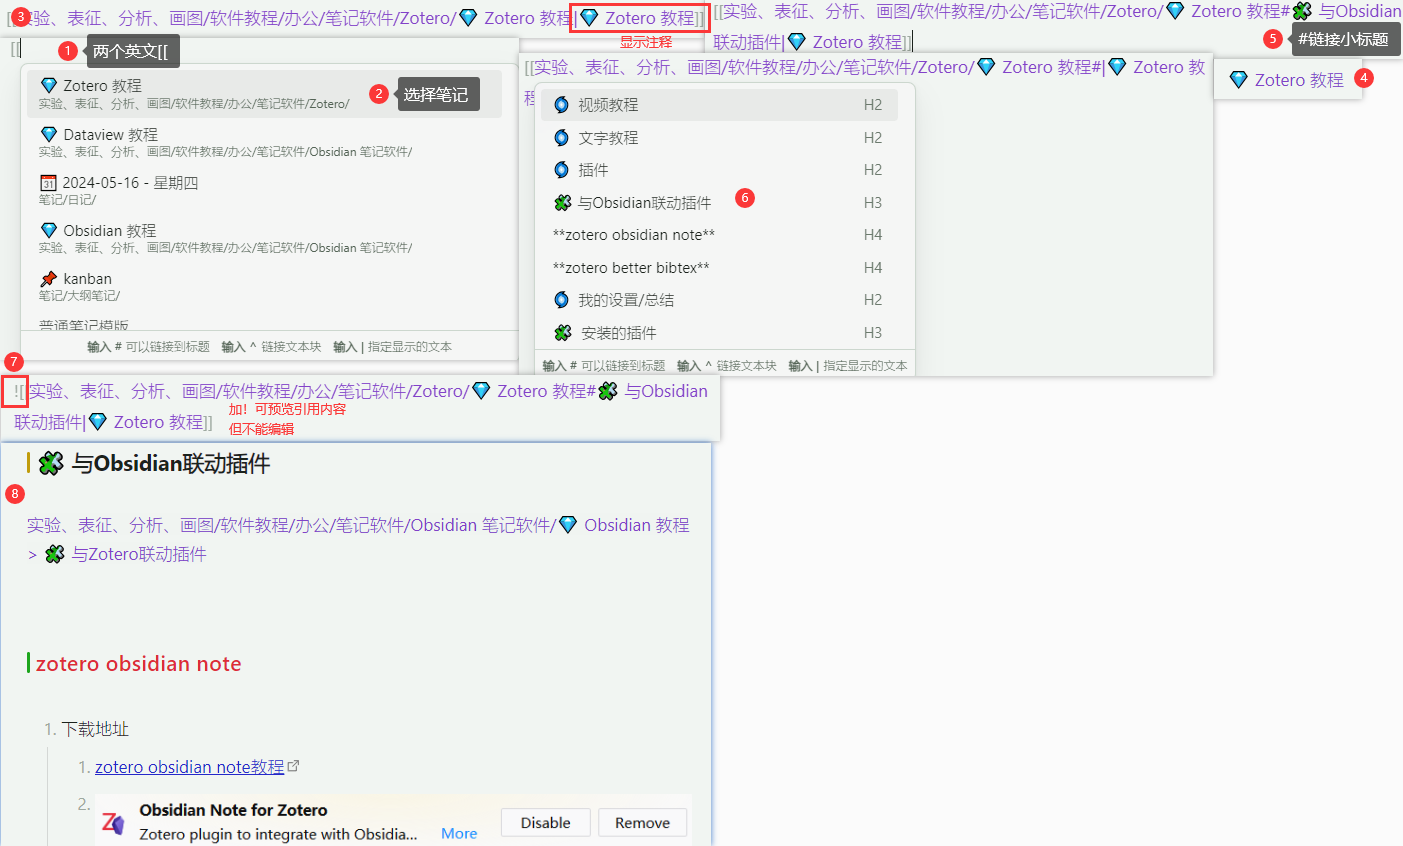 [[实验、表征、分析、画图/软件教程/办公/笔记软件/Zotero/💎 Zotero 教程|💎 Zotero 教程]]
3
显示注释
[[
1
两个英文[[
💎 Zotero 教程
实验、表征、分析、画图/软件教程/办公/笔记软件/Zotero/
2
选择笔记
💎 Dataview 教程
实验、表征、分析、画图/软件教程/办公/笔记软件/Obsidian 笔记软件/
📅 2024-05-16 - 星期四
笔记/日记/
💎 Obsidian 教程
实验、表征、分析、画图/软件教程/办公/笔记软件/Obsidian 笔记软件/
📌 kanban
笔记/大纲笔记/
普通笔记模版
输入 # 可以链接到标题 输入 ^ 链接文本块 输入 | 指定显示的文本
[[实验、表征、分析、画图/软件教程/办公/笔记软件/Zotero/💎 Zotero 教程#🧩 与Obsidian
联动插件|💎 Zotero 教程]]
5
#链接小标题
[[实验、表征、分析、画图/软件教程/办公/笔记软件/Zotero/💎 Zotero 教程#|💎 Zotero 教
程
💎 Zotero 教程
4
视频教程 H2
文字教程 H2
插件 H2
🧩 与Obsidian联动插件 H3
6
**zotero obsidian note** H4
**zotero better bibtex** H4
我的设置/总结 H2
🧩 安装的插件 H3
输入 # 可以链接到标题 输入 ^ 链接文本块 输入 | 指定显示的文本
7
![[实验、表征、分析、画图/软件教程/办公/笔记软件/Zotero/💎 Zotero 教程#🧩 与Obsidian
联动插件|💎 Zotero 教程]]
加！可预览引用内容
但不能编辑
🧩 与Obsidian联动插件
8
实验、表征、分析、画图/软件教程/办公/笔记软件/Obsidian 笔记软件/💎 Obsidian 教程
> 🧩 与Zotero联动插件
zotero obsidian note
1. 下载地址
1. zotero obsidian note教程
2.
Obsidian Note for Zotero
Zotero plugin to integrate with Obsidia... More
Disable
Remove